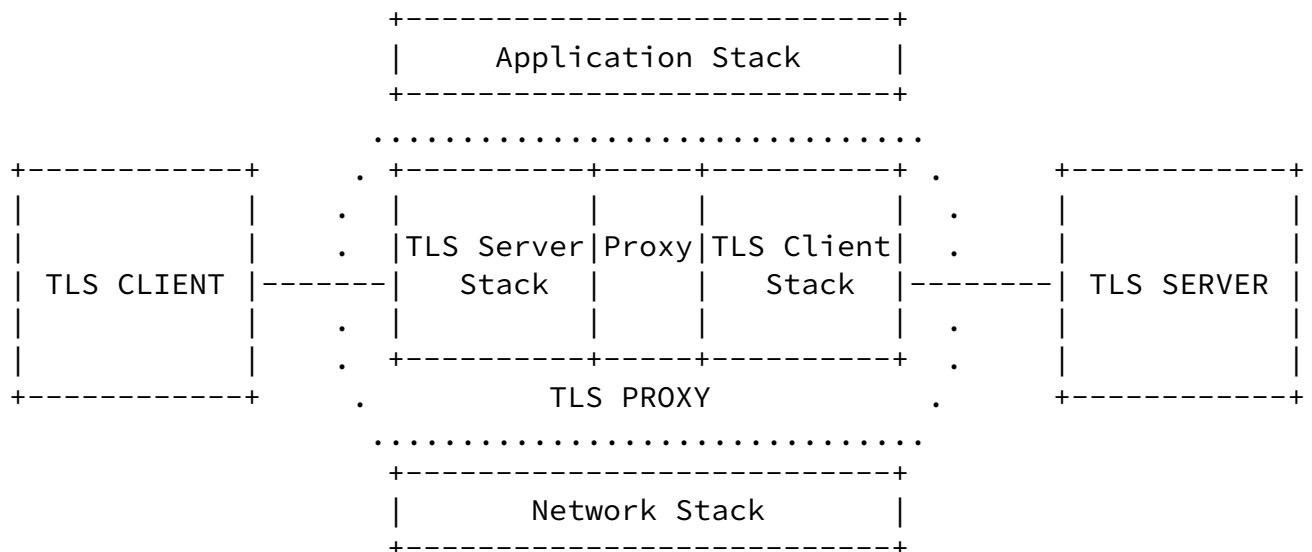 Application Stack
TLS Server Proxy TLS Client
TLS CLIENT Stack Stack TLS SERVER
TLS PROXY
Network Stack